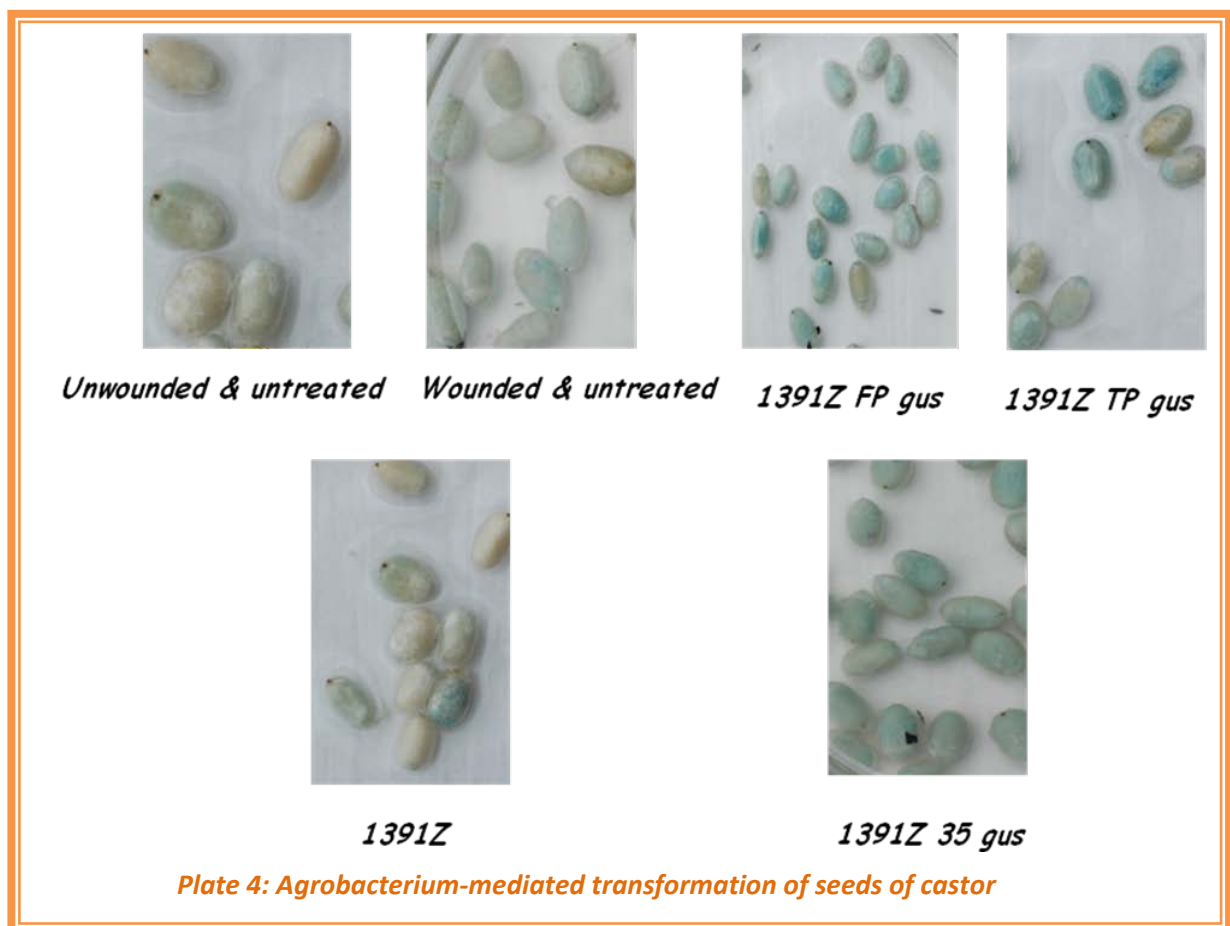 Unwounded & untreated
Wounded & untreated
1391Z FP gus
1391Z TP gus
1391Z
1391Z 35 gus
Plate 4: Agrobacterium-mediated transformation of seeds of castor